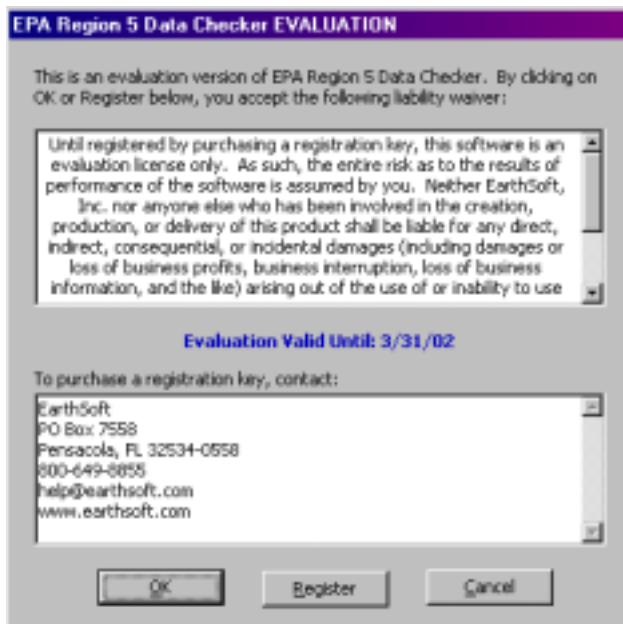 EPA Region 5 Data Checker EVALUATION
This is an evaluation version of EPA Region 5 Data Checker. By clicking on
OK or Register below, you accept the following liability waiver:
Until registered by purchasing a registration key, this software is an
evaluation license only. As such, the entire risk as to the results of
performance of the software is assumed by you. Neither EarthSoft,
Inc. nor anyone else who has been involved in the creation,
production, or delivery of this product shall be liable for any direct,
indirect, consequential, or incidental damages (including damages or
loss of business profits, business interruption, loss of business
information, and the like) arising out of the use of or inability to use
Evaluation Valid Until: 3/31/02
To purchase a registration key, contact:
EarthSoft
PO Box 7558
Pensacola, FL 32534-0558
800-649-8855
help@earthsoft.com
www.earthsoft.com
OK Register Cancel